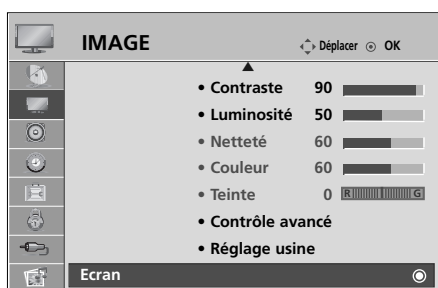 IMAGE Déplacer OK
• Contraste 90
• Luminosité 50
• Netteté 60
• Couleur 60
• Teinte 0 R G
• Contrôle avancé
• Réglage usine
Ecran